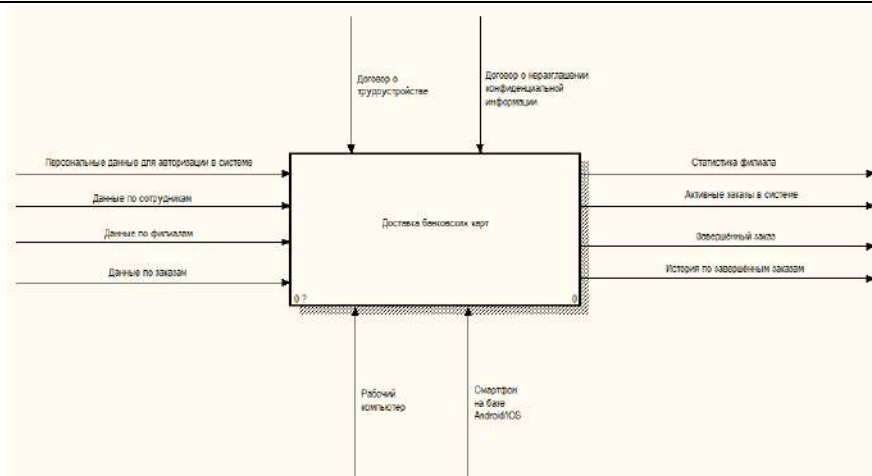 Договор о
трудоустройстве
Договор о неразглашении
конфиденциальной
информации
Персональные данные для авторизации в системе
Данные по сотрудникам
Данные по филиалам
Данные по заказам
Доставка банковских карт
0 ?
0
Статистика филиала
Активные заказы в системе
Завершённый заказ
История по завершённым заказам
Рабочий
компьютер
Смартфон
на базе
Android/IOS